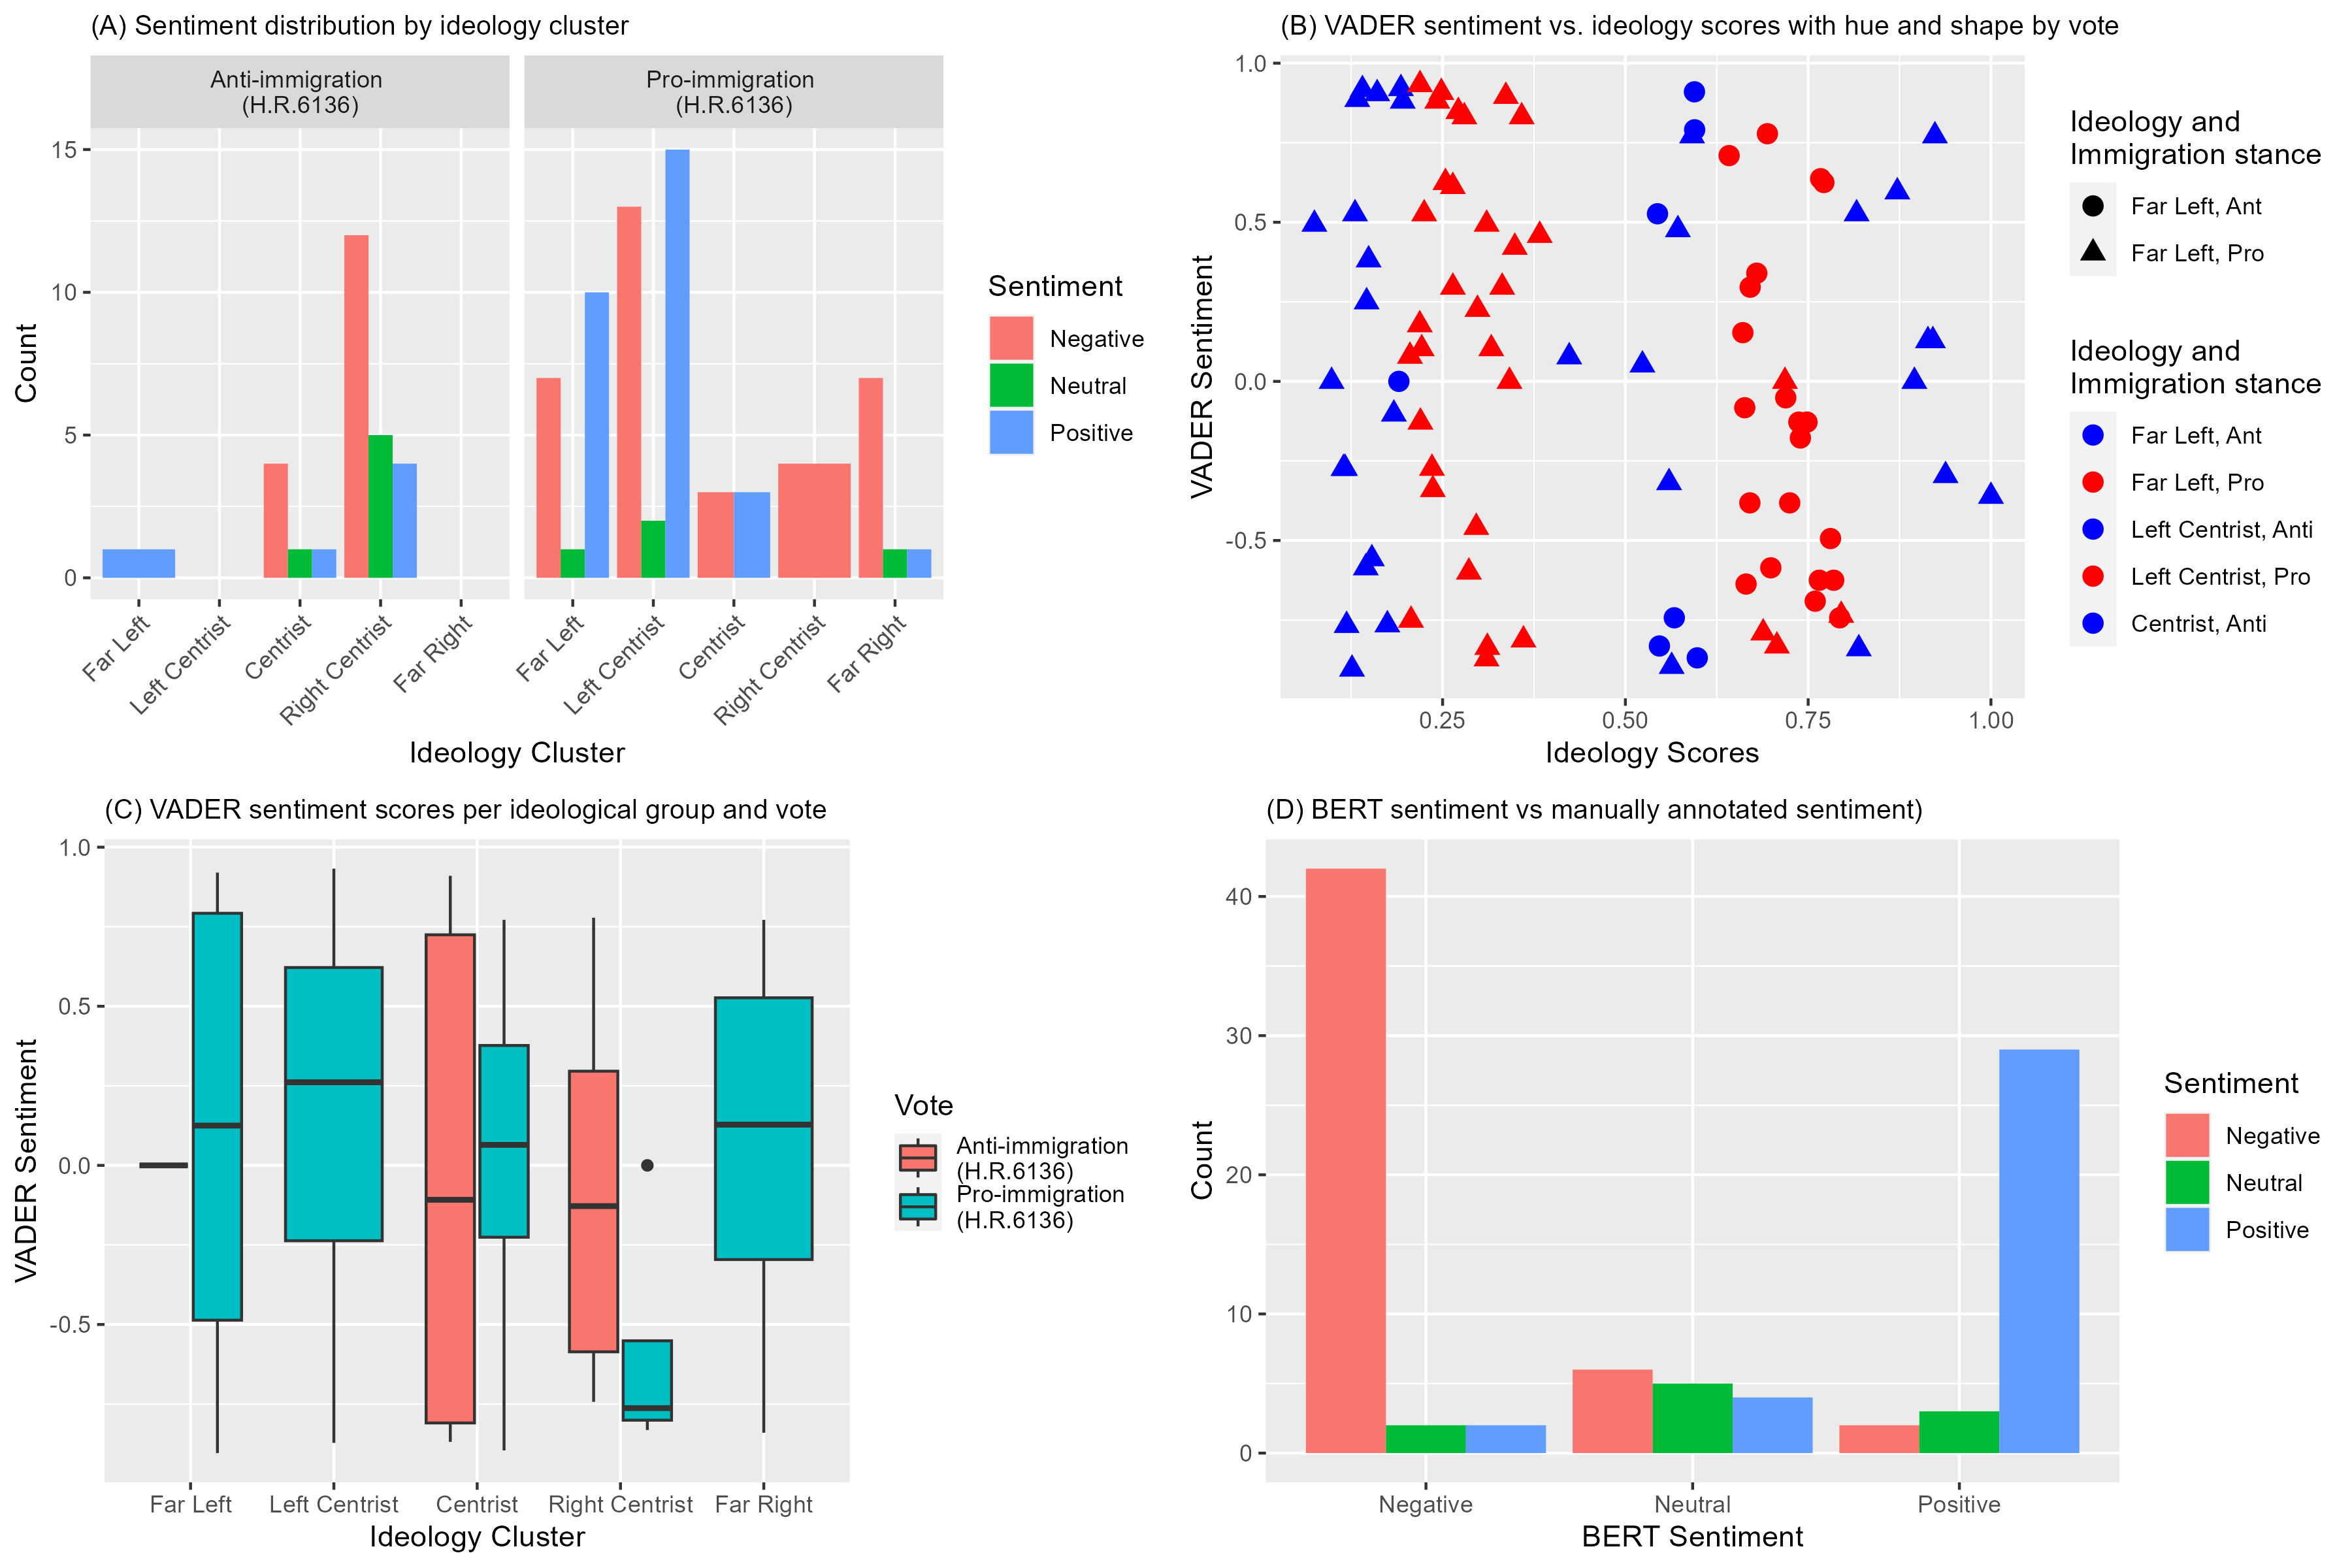 (A) Sentiment distribution by ideology cluster
Anti-immigration
(H.R.6136)
Pro-immigration
(H.R.6136)
15
10
5
0
Count
Far Left
Left Centrist
Centrist
Right Centrist
Far Right
Far Left
Left Centrist
Centrist
Right Centrist
Far Right
Ideology Cluster
Sentiment
Negative
Neutral
Positive
(B) VADER sentiment vs. ideology scores with hue and shape by vote
1.0
0.5
0.0
-0.5
VADER Sentiment
0.25
0.50
0.75
1.00
Ideology Scores
Ideology and
Immigration stance
Far Left, Ant
Far Left, Pro
Ideology and
Immigration stance
Far Left, Ant
Far Left, Pro
Left Centrist, Anti
Left Centrist, Pro
Centrist, Anti
(C) VADER sentiment scores per ideological group and vote
1.0
0.5
0.0
-0.5
VADER Sentiment
Far Left
Left Centrist
Centrist
Right Centrist
Far Right
Ideology Cluster
Vote
Anti-immigration
(H.R.6136)
Pro-immigration
(H.R.6136)
(D) BERT sentiment vs manually annotated sentiment)
40
30
20
10
0
Count
Negative
Neutral
Positive
BERT Sentiment
Sentiment
Negative
Neutral
Positive